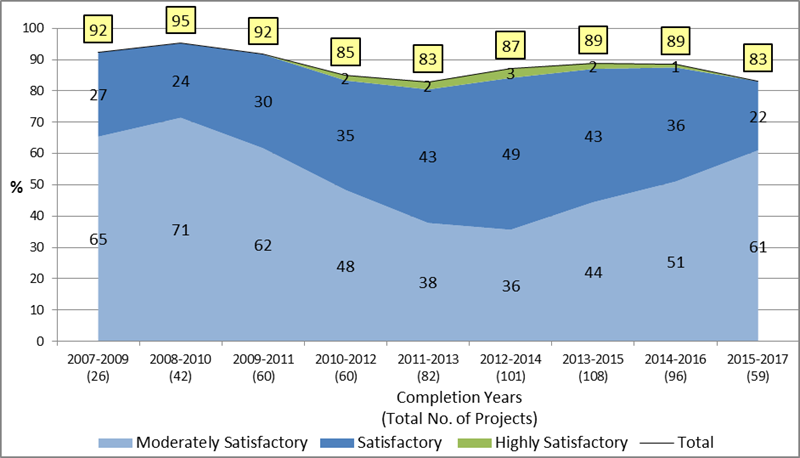 92 95 92 85 83 87 89 89 83
100
90
80
70
60
50
40
30
20
10
0
%
2 2 3 2 1
27 24 30 35 43 49 43 36 22
65 71 62 48 38 36 44 51 61
2007-2009 2008-2010 2009-2011 2010-2012 2011-2013 2012-2014 2013-2015 2014-2016 2015-2017
(26) (42) (60) (60) (82) (101) (108) (96) (59)
Completion Years
(Total No. of Projects)
Moderately Satisfactory Satisfactory Highly Satisfactory Total